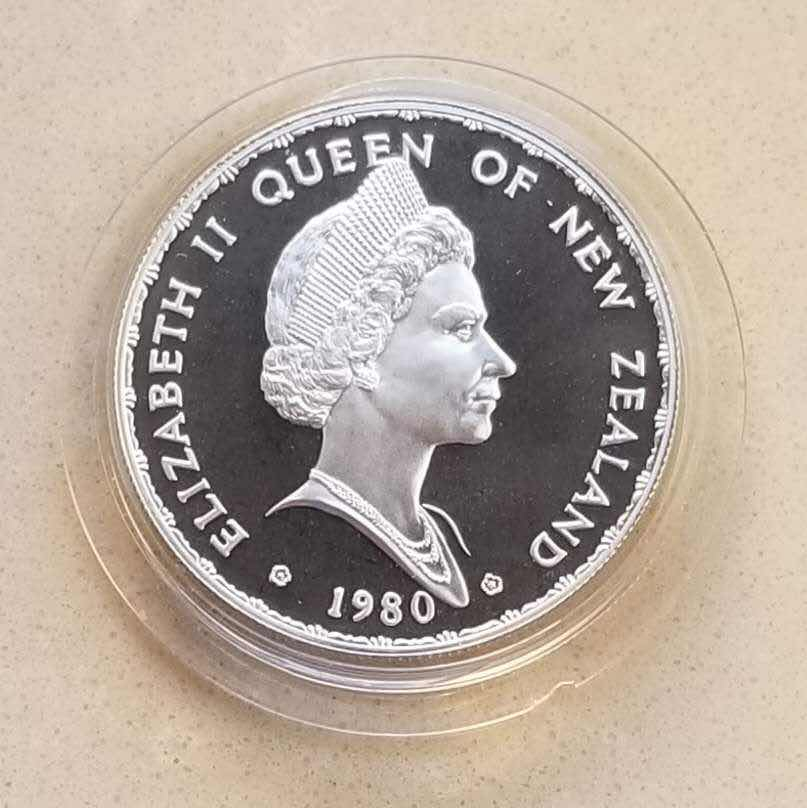 ELIZABETH II QUEEN OF NEW ZEALAND
1980